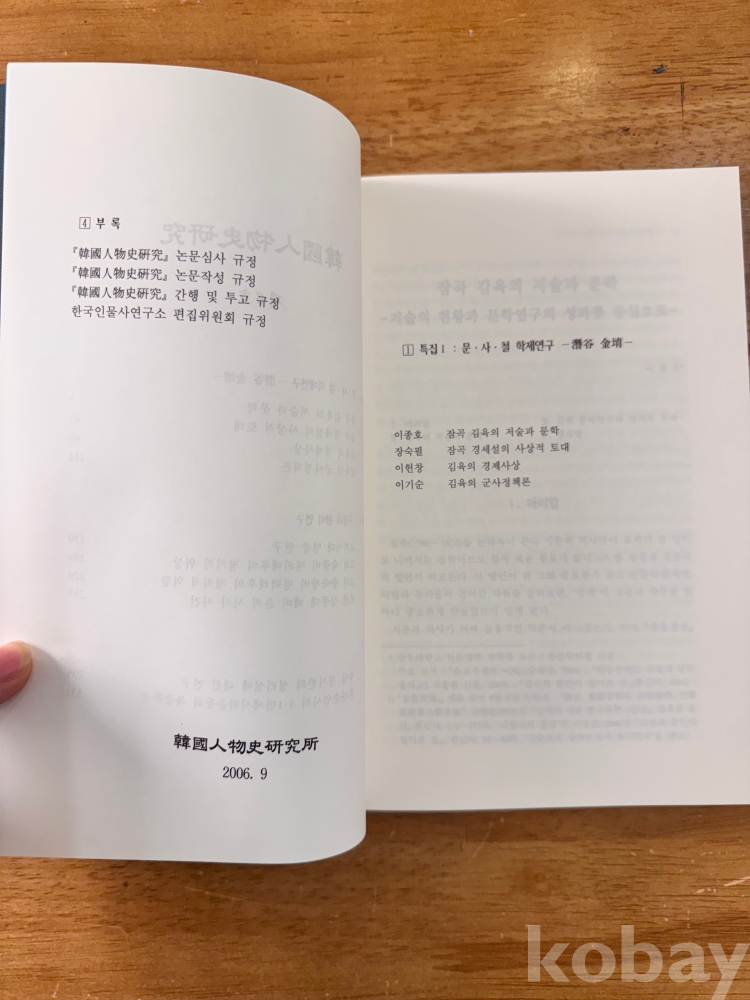 4 부 록
『韓國人物史硏究』 논문심사 규정
『韓國人物史硏究』 논문작성 규정
『韓國人物史硏究』 간행 및 투고 규정
한국인물사연구소 편집위원회 규정
韓國人物史硏究所
2006. 9
1 특집Ⅰ : 문·사·철 학제연구 -潛谷 金堉-
이종호 잠곡 김육의 저술과 문학
장숙필 잠곡 경세설의 사상적 토대
이헌창 김육의 경제사상
이기순 김육의 군사정책론
kobay